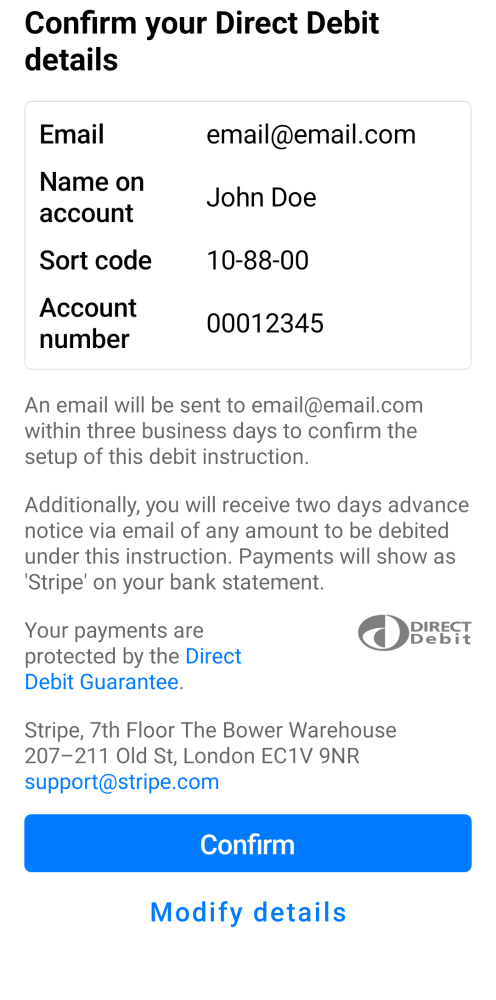 Confirm your Direct Debit
details
Email email@email.com
Name on
account
John Doe
Sort code 10-88-00
Account
number
00012345
An email will be sent to email@email.com
within three business days to confirm the
setup of this debit instruction.
Additionally, you will receive two days advance
notice via email of any amount to be debited
under this instruction. Payments will show as
'Stripe' on your bank statement.
Your payments are
protected by the Direct
Debit Guarantee.
DIRECT
Debit
Stripe, 7th Floor The Bower Warehouse
207–211 Old St, London EC1V 9NR
support@stripe.com
Confirm
Modify details